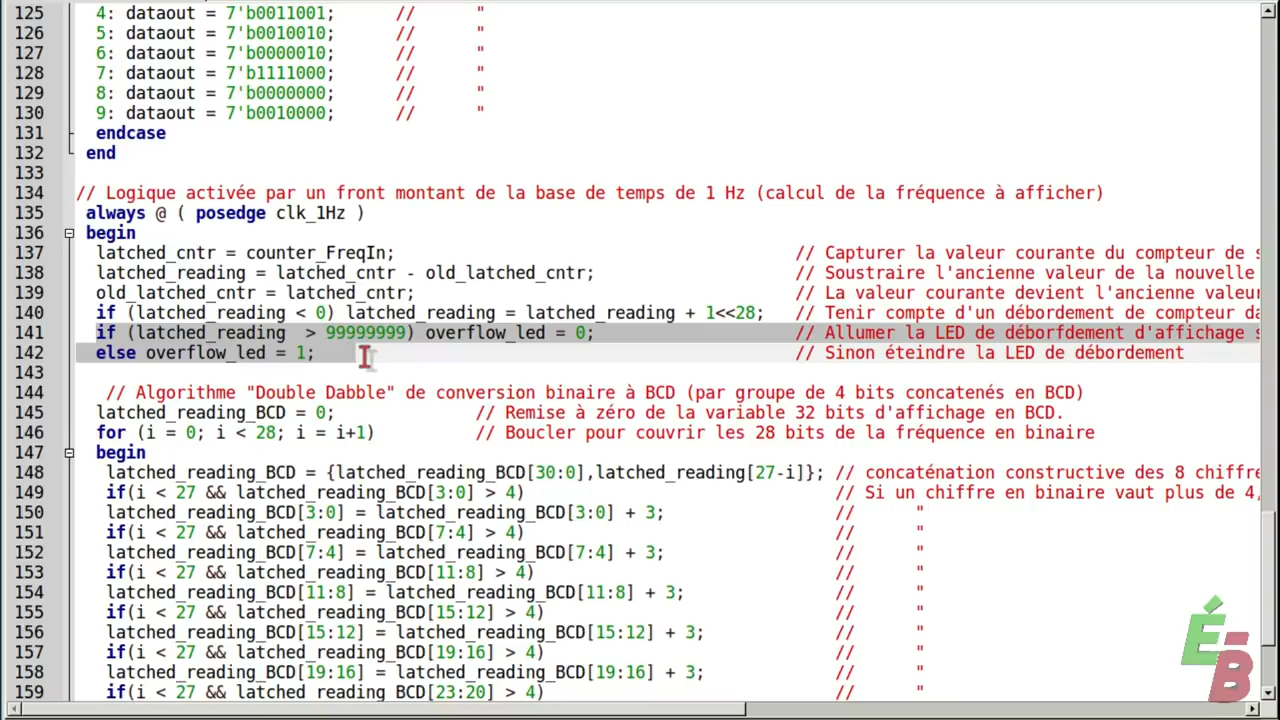 125 4: dataout = 7'b0011001; // "
126 5: dataout = 7'b0010010; // "
127 6: dataout = 7'b0000010; // "
128 7: dataout = 7'b1111000; // "
129 8: dataout = 7'b0000000; // "
130 9: dataout = 7'b0010000; // "
131 endcase
132 end
133
134 // Logique activée par un front montant de la base de temps de 1 Hz (calcul de la fréquence à afficher)
135 always @ ( posedge clk_1Hz )
136 begin
137 latched_cntr = counter_FreqIn; // Capturer la valeur courante du compteur de s
138 latched_reading = latched_cntr - old_latched_cntr; // Soustraire l'ancienne valeur de la nouvelle
139 old_latched_cntr = latched_cntr; // La valeur courante devient l'ancienne valeur
140 if (latched_reading < 0) latched_reading = latched_reading + 1<<28; // Tenir compte d'un débordement de compteur da
141 if (latched_reading  > 99999999) overflow_led = 0; // Allumer la LED de déborfdement d'affichage s
142 else overflow_led = 1; // Sinon éteindre la LED de débordement
143
144 // Algorithme "Double Dabble" de conversion binaire à BCD (par groupe de 4 bits concatenés en BCD)
145 latched_reading_BCD = 0; // Remise à zéro de la variable 32 bits d'affichage en BCD.
146 for (i = 0; i < 28; i = i+1) // Boucler pour couvrir les 28 bits de la fréquence en binaire
147 begin
148 latched_reading_BCD = {latched_reading_BCD[30:0],latched_reading[27-i]}; // concaténation constructive des 8 chiffre
149 if(i < 27 && latched_reading_BCD[3:0] > 4) // Si un chiffre en binaire vaut plus de 4,
150 latched_reading_BCD[3:0] = latched_reading_BCD[3:0] + 3; // "
151 if(i < 27 && latched_reading_BCD[7:4] > 4) // "
152 latched_reading_BCD[7:4] = latched_reading_BCD[7:4] + 3; // "
153 if(i < 27 && latched_reading_BCD[11:8] > 4) // "
154 latched_reading_BCD[11:8] = latched_reading_BCD[11:8] + 3; // "
155 if(i < 27 && latched_reading_BCD[15:12] > 4) // "
156 latched_reading_BCD[15:12] = latched_reading_BCD[15:12] + 3; // "
157 if(i < 27 && latched_reading_BCD[19:16] > 4) // "
158 latched_reading_BCD[19:16] = latched_reading_BCD[19:16] + 3; // "
159 if(i < 27 && latched_reading_BCD[23:20] > 4) // "
ÉB